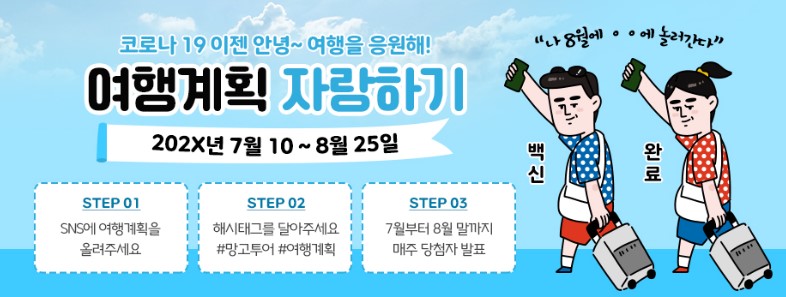 코로나 19 이젠 안녕~ 여행을 응원해!
여행계획 자랑하기
202X년 7월 10 ~ 8월 25일
STEP 01
SNS에 여행계획을
올려주세요
STEP 02
해시태그를 달아주세요
#망고투어 #여행계획
STEP 03
7월부터 8월 말까지
매주 당첨자 발표
“나 8월에 ㅇㅇ에 놀러간다”
백신
완료